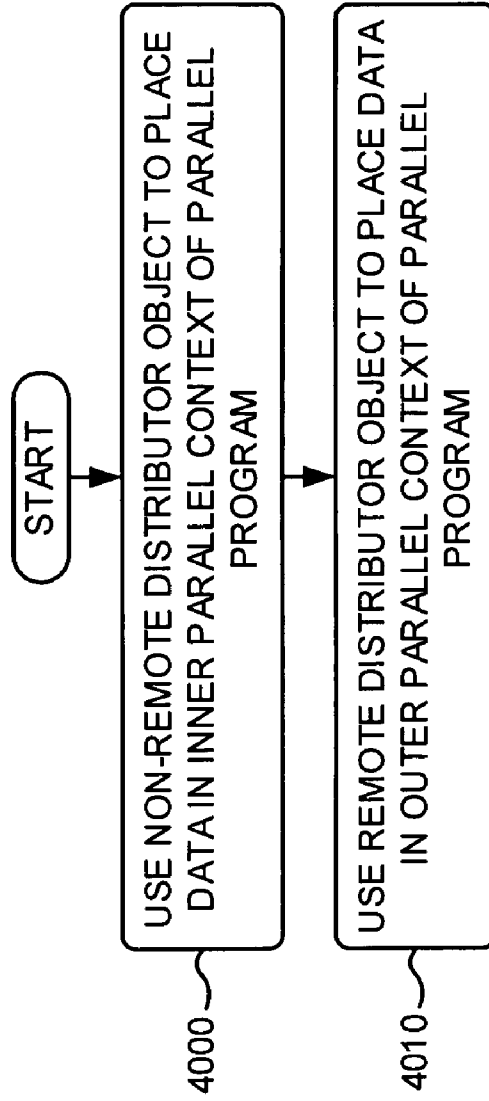 START
USE NON-REMOTE DISTRIBUTOR OBJECT TO PLACE
DATA IN INNER PARALLEL CONTEXT OF PARALLEL
PROGRAM
4000
USE REMOTE DISTRIBUTOR OBJECT TO PLACE DATA
IN OUTER PARALLEL CONTEXT OF PARALLEL
PROGRAM
4010